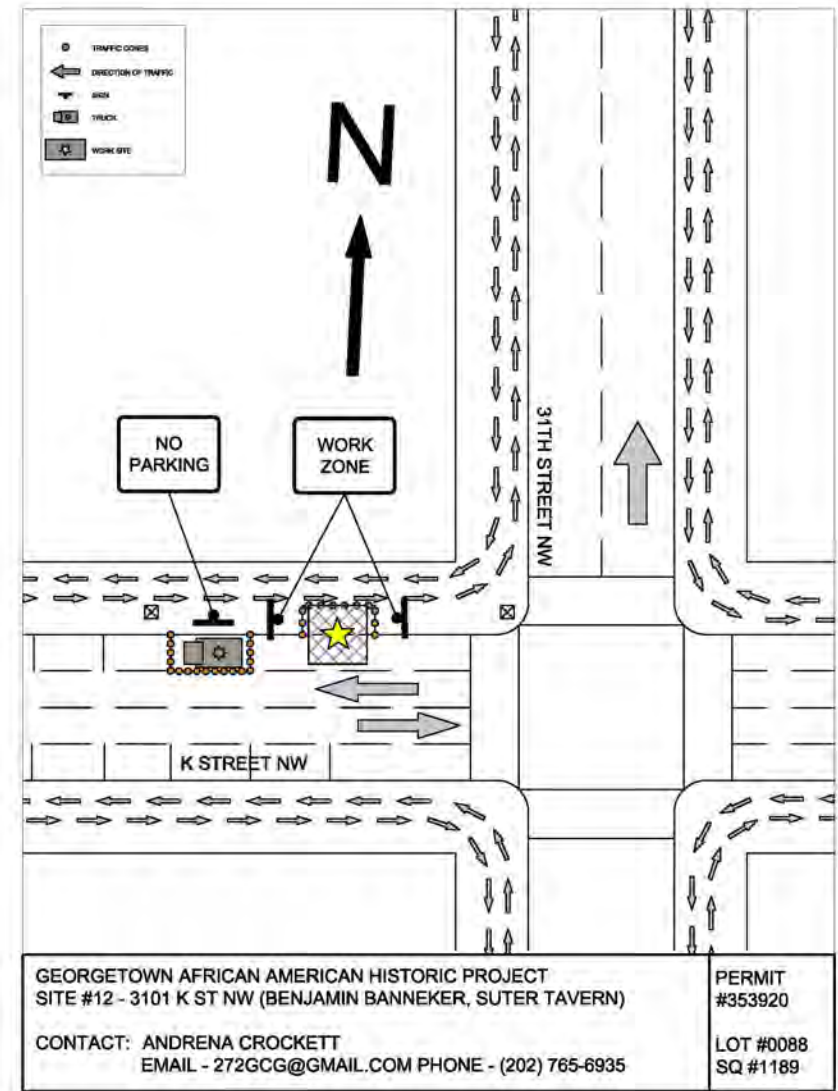 TRAFFIC CONES
DIRECTION OF TRAFFIC
SIGN
TRUCK
WORK SITE
N
NO
PARKING
WORK
ZONE
31TH STREET NW
K STREET NW
GEORGETOWN AFRICAN AMERICAN HISTORIC PROJECT
SITE #12 - 3101 K ST NW (BENJAMIN BANNEKER, SUTER TAVERN)
CONTACT: ANDRENA CROCKETT
EMAIL - 272GCG@GMAIL.COM PHONE - (202) 765-6935
PERMIT
#353920
LOT #0088
SQ #1189